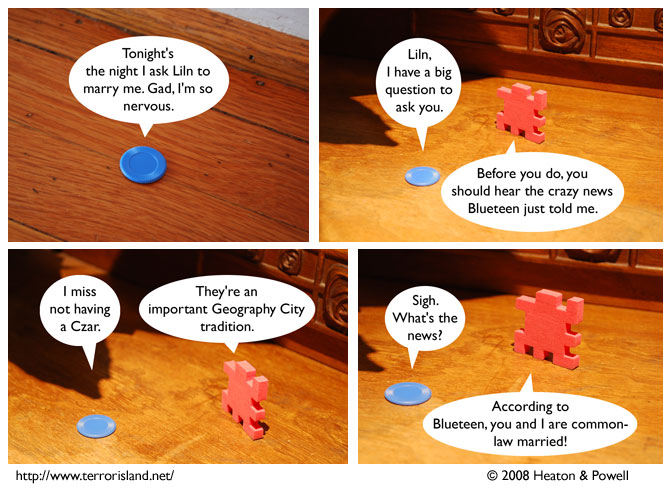 Tonight's
the night I ask Liln to
marry me. Gad, I'm so
nervous.
Liln,
I have a big
question to
ask you.
Before you do, you
should hear the crazy news
Blueteen just told me.
I miss
not having
a Czar.
They're an
important Geography City
tradition.
Sigh.
What's the
news?
According to
Blueteen, you and I are common-
law married!
http://www.terrorisland.net/
© 2008 Heaton & Powell